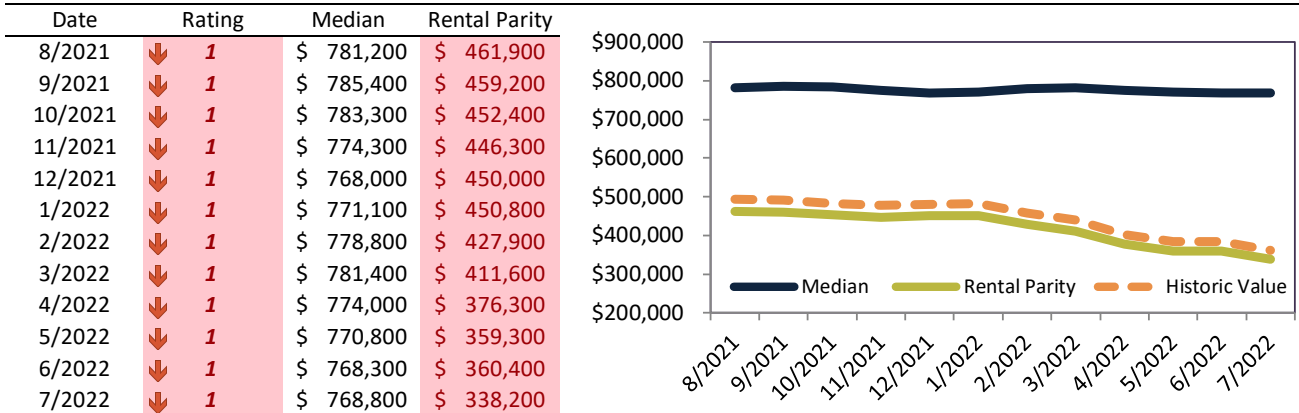 Date Rating Median Rental Parity
8/2021 1 $ 781,200 $ 461,900
9/2021 1 $ 785,400 $ 459,200
10/2021 1 $ 783,300 $ 452,400
11/2021 1 $ 774,300 $ 446,300
12/2021 1 $ 768,000 $ 450,000
1/2022 1 $ 771,100 $ 450,800
2/2022 1 $ 778,800 $ 427,900
3/2022 1 $ 781,400 $ 411,600
4/2022 1 $ 774,000 $ 376,300
5/2022 1 $ 770,800 $ 359,300
6/2022 1 $ 768,300 $ 360,400
7/2022 1 $ 768,800 $ 338,200
$900,000
$800,000
$700,000
$600,000
$500,000
$400,000
$300,000
$200,000
Median Rental Parity Historic Value
8/2021 9/2021 10/2021 11/2021 12/2021 1/2022 2/2022 3/2022 4/2022 5/2022 6/2022 7/2022